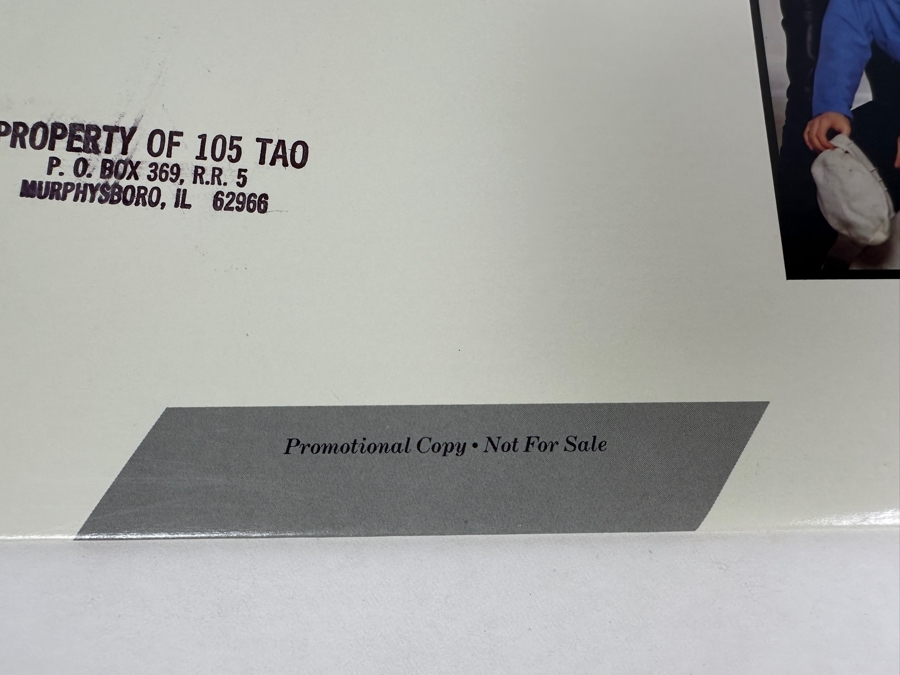 PROPERTY OF 105 TAO
P. O. BOX 369, R.R. 5
MURPHYSBORO, IL 62966
Promotional Copy • Not For Sale